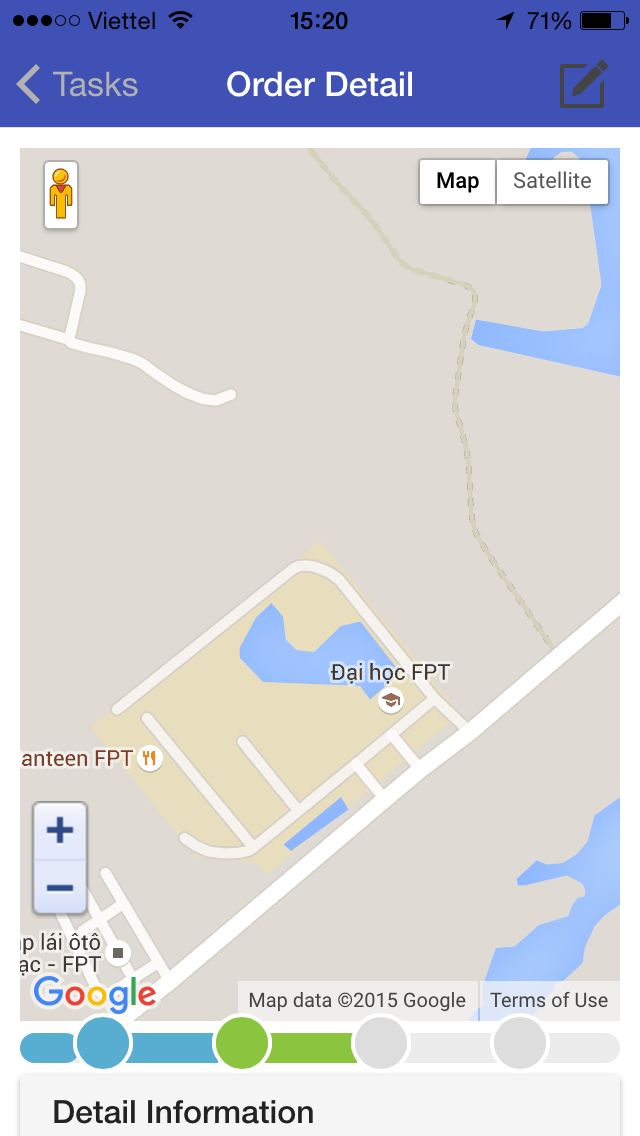 Viettel 15:20 71%
Tasks Order Detail
Map Satellite
Đại học FPT
anteen FPT
+
−
p lái ôtô
ạc - FPT
Google
Map data ©2015 Google Terms of Use
Detail Information